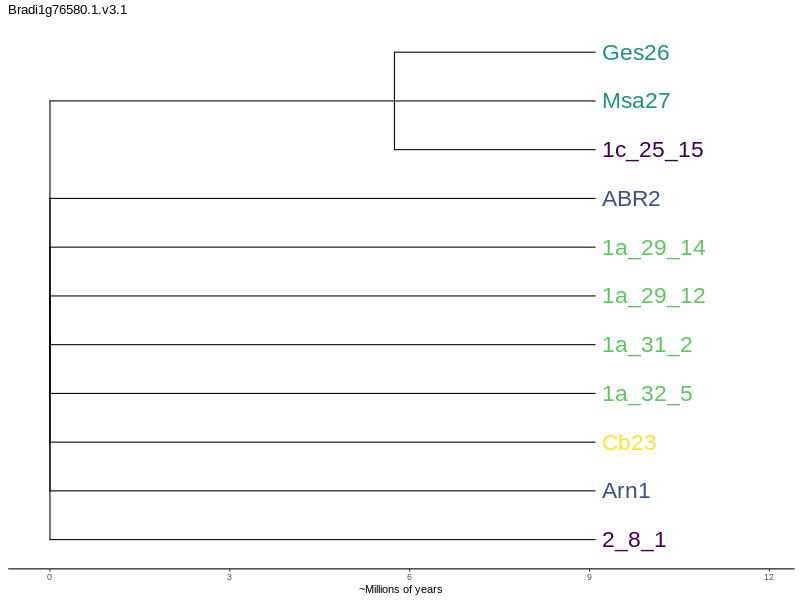 Bradi1g76580.1.v3.1
Ges26
Msa27
1c_25_15
ABR2
1a_29_14
1a_29_12
1a_31_2
1a_32_5
Cb23
Arn1
2_8_1
0 3 6 9 12
~Millions of years